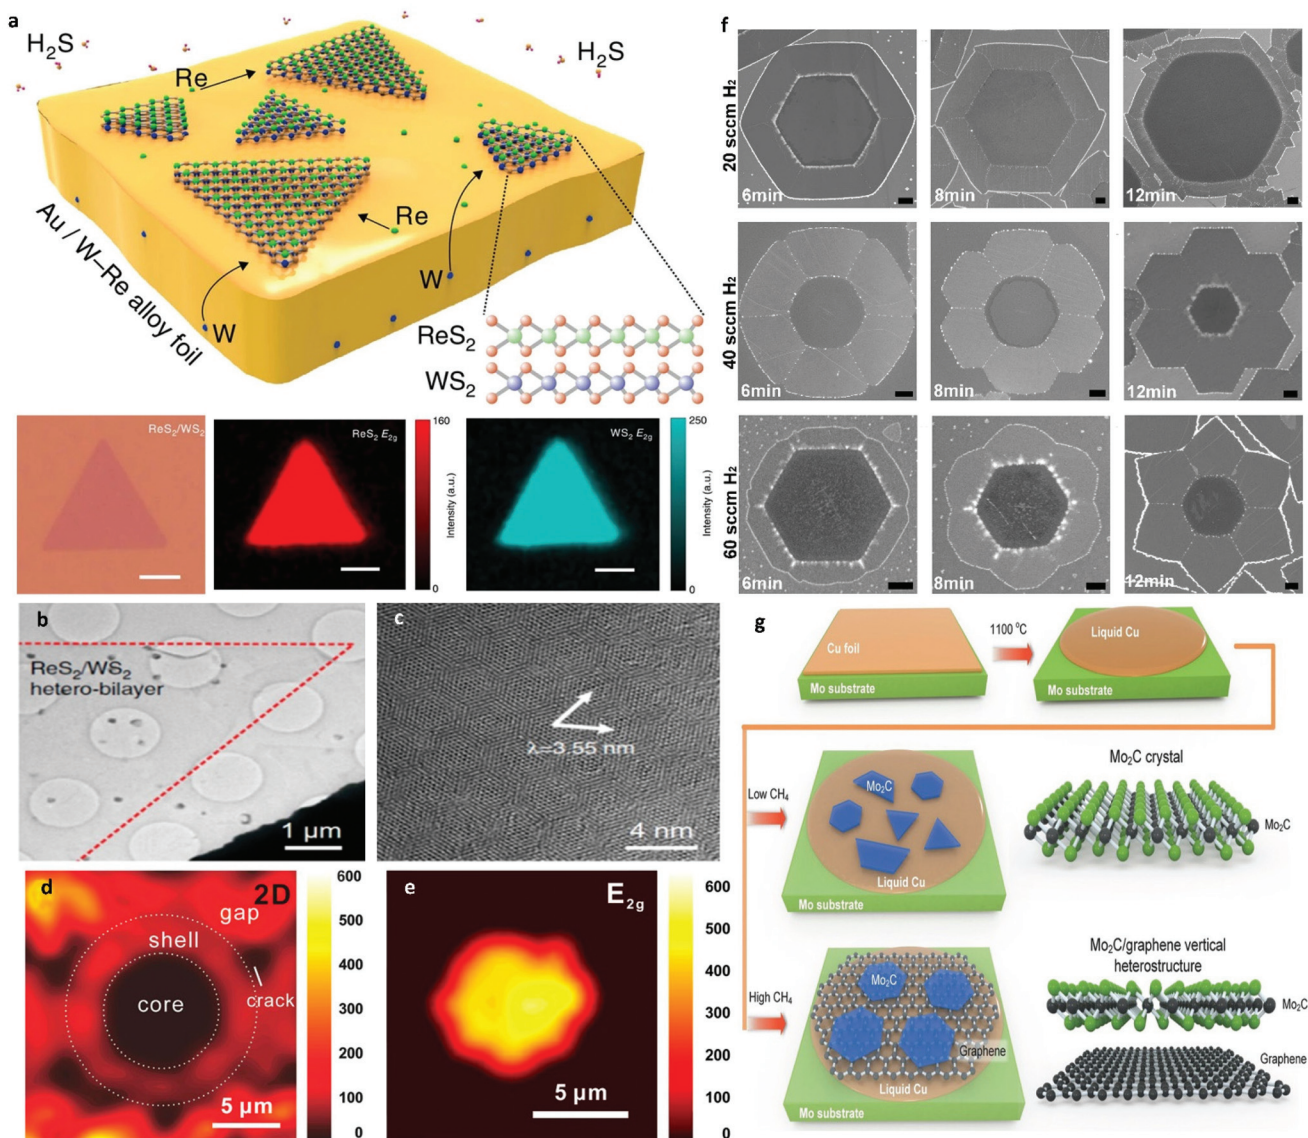 a
H₂S
H₂S
Re
Re
W
W
Au / W–Re alloy foil
ReS₂
WS₂
ReS₂/WS₂
ReS₂ E₂g
160
Intensity (a.u.)
0
WS₂ E₂g
250
Intensity (a.u.)
0
b
ReS₂/WS₂
hetero-bilayer
1 μm
c
λ=3.55 nm
4 nm
d
2D
gap
shell
core
crack
5 μm
600
500
400
300
200
100
0
e
E₂g
5 μm
600
500
400
300
200
100
0
f
20 sccm H₂
6min
8min
12min
40 sccm H₂
6min
8min
12min
60 sccm H₂
6min
8min
12min
g
Cu foil
Mo substrate
1100 °C
Liquid Cu
Mo substrate
Low CH₄
Mo₂C
Liquid Cu
Mo substrate
Mo₂C crystal
Mo₂C
High CH₄
Mo₂C
Graphene
Liquid Cu
Mo substrate
Mo₂C/graphene vertical
heterostructure
Mo₂C
Graphene